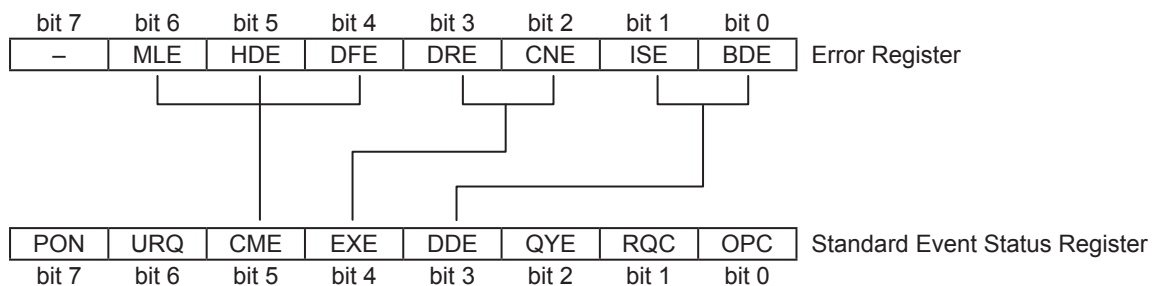 bit 7 bit 6 bit 5 bit 4 bit 3 bit 2 bit 1 bit 0
– MLE HDE DFE DRE CNE ISE BDE Error Register
PON URQ CME EXE DDE QYE RQC OPC Standard Event Status Register
bit 7 bit 6 bit 5 bit 4 bit 3 bit 2 bit 1 bit 0